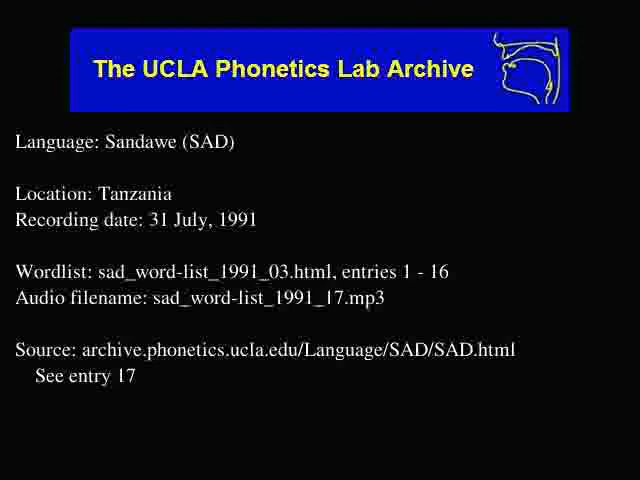 The UCLA Phonetics Lab Archive
Language: Sandawe (SAD)
Location: Tanzania
Recording date: 31 July, 1991
Wordlist: sad_word-list_1991_03.html, entries 1 - 16
Audio filename: sad_word-list_1991_17.mp3
Source: archive.phonetics.ucla.edu/Language/SAD/SAD.html
See entry 17